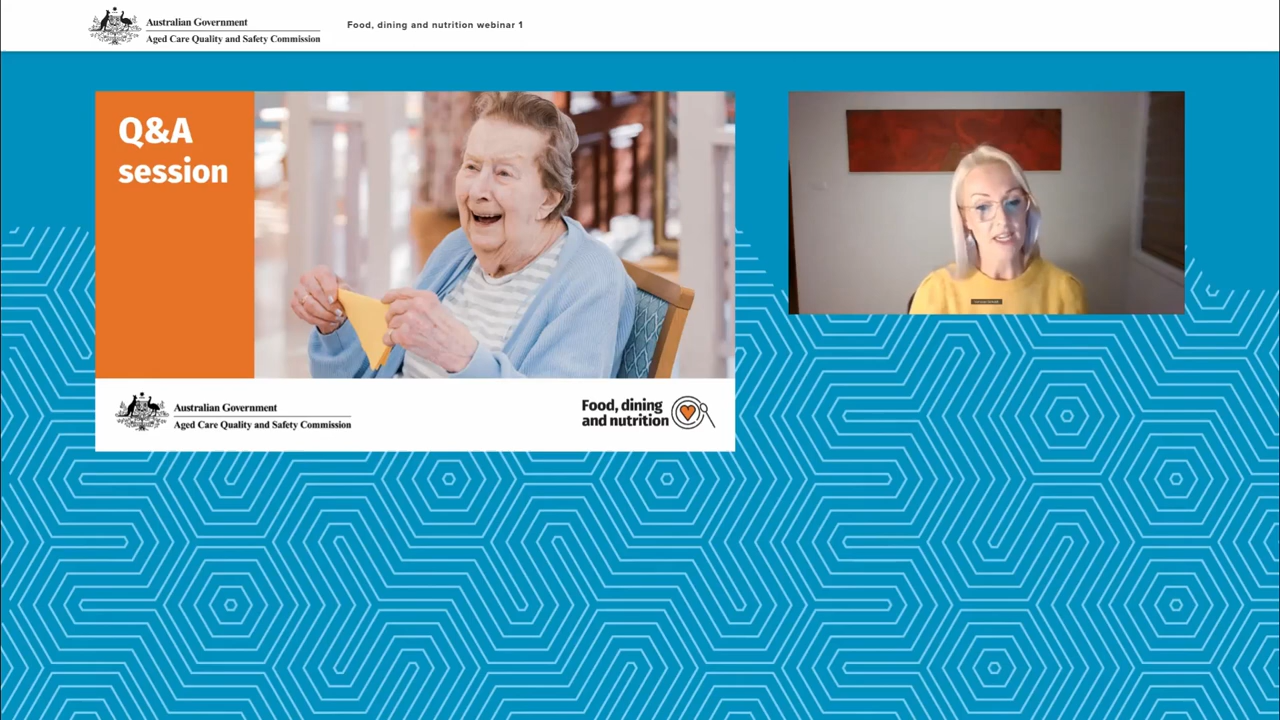 Australian Government
Aged Care Quality and Safety Commission
Food, dining and nutrition webinar 1
Q&A
session
Australian Government
Aged Care Quality and Safety Commission
Food, dining
and nutrition